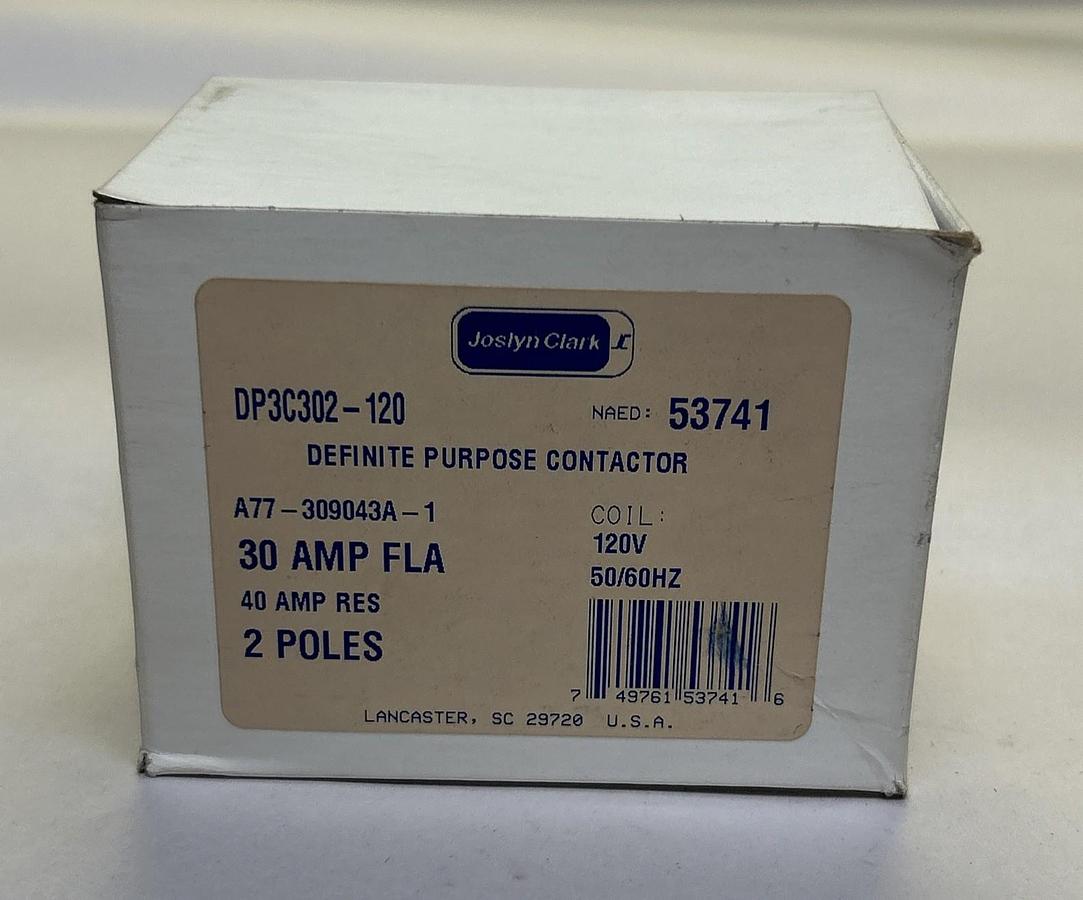 Joslyn Clark JC
DP3C302-120 NAED: 53741
DEFINITE PURPOSE CONTACTOR
A77-309043A-1 COIL:
30 AMP FLA 120V
40 AMP RES 50/60HZ
2 POLES
7 49761 53741 6
LANCASTER, SC 29720 U.S.A.